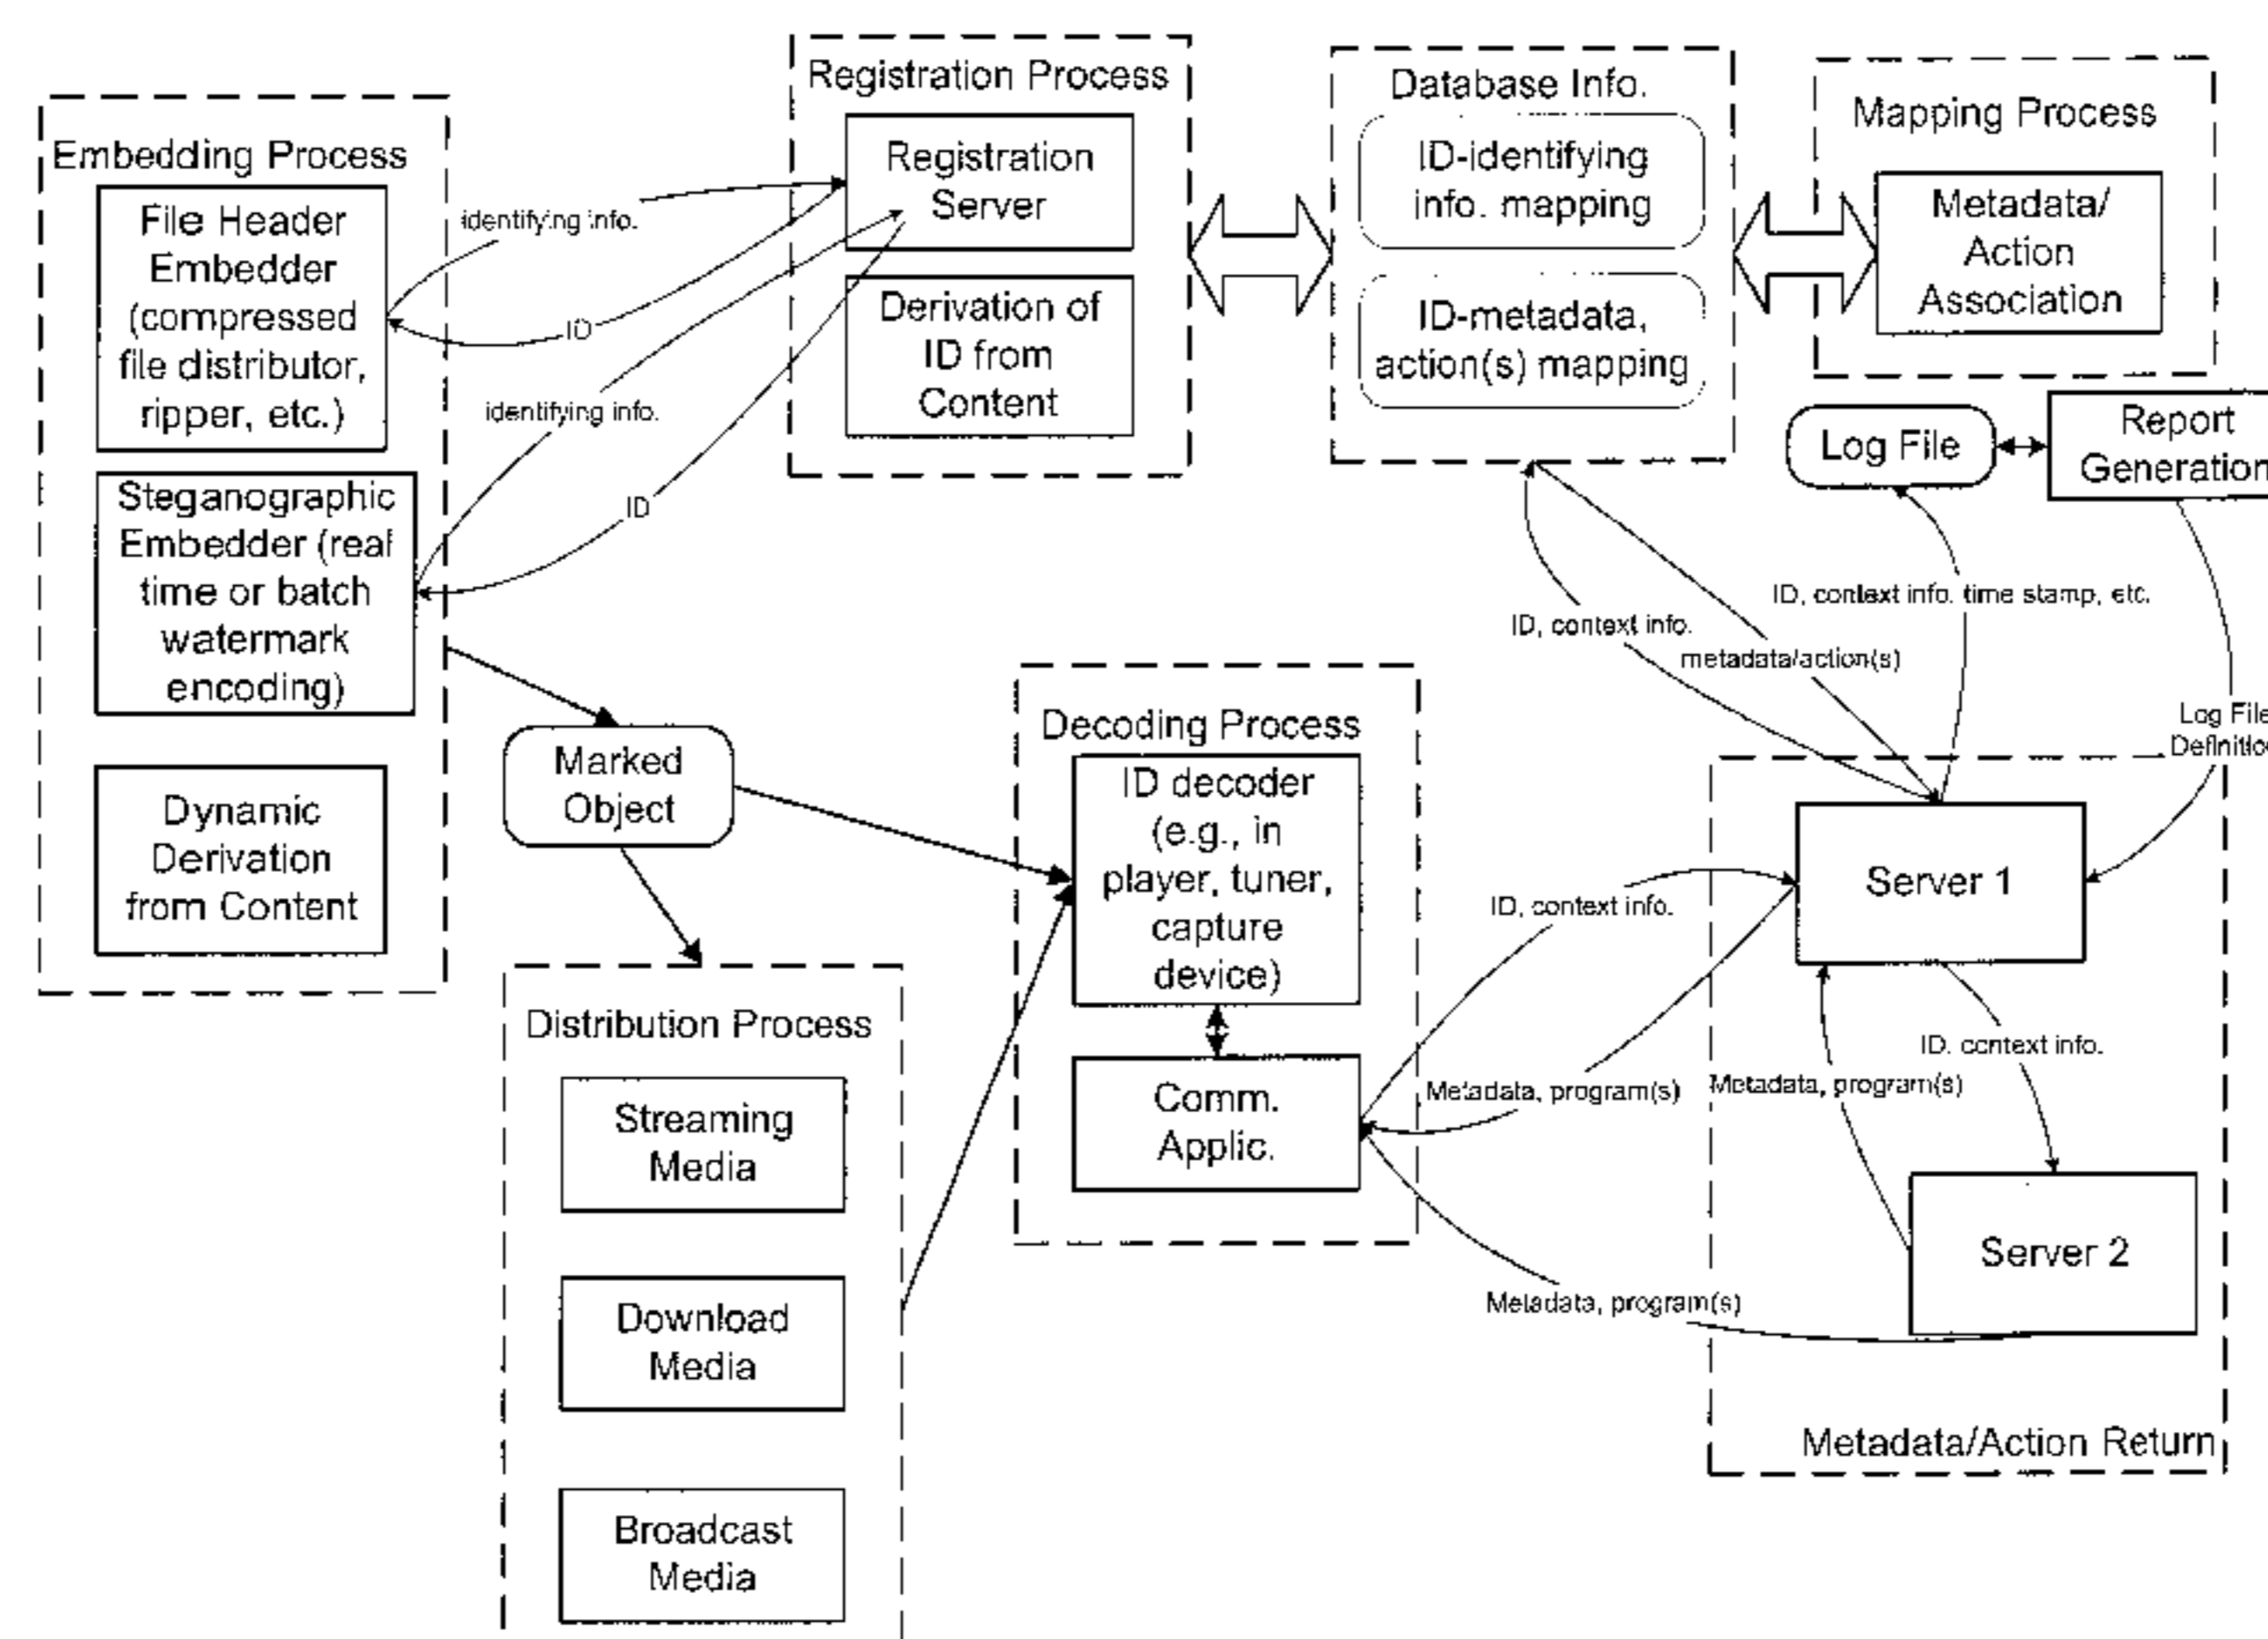 Embedding Process
File Header
Embedder
(compressed
file distributor,
ripper, etc.)
Steganographic
Embedder (real
time or batch
watermark
encoding)
Dynamic
Derivation
from Content
identifying info.
ID
identifying info.
ID
Registration Process
Registration
Server
Derivation of
ID from
Content
Database Info.
ID-identifying
info. mapping
ID-metadata,
action(s) mapping
Mapping Process
Metadata/
Action
Association
Log File
Report
Generation
ID, context info. time stamp, etc.
ID, context info.
metadata/action(s)
Log File
Marked
Object
Distribution Process
Streaming
Media
Download
Media
Broadcast
Media
Decoding Process
ID decoder
(e.g., in
player, tuner,
capture
device)
Comm.
Applic.
ID, context info.
Metadata, program(s)
Metadata, program(s)
Server 1
ID. context info.
Metadata, program(s)
Server 2
Metadata/Action Return